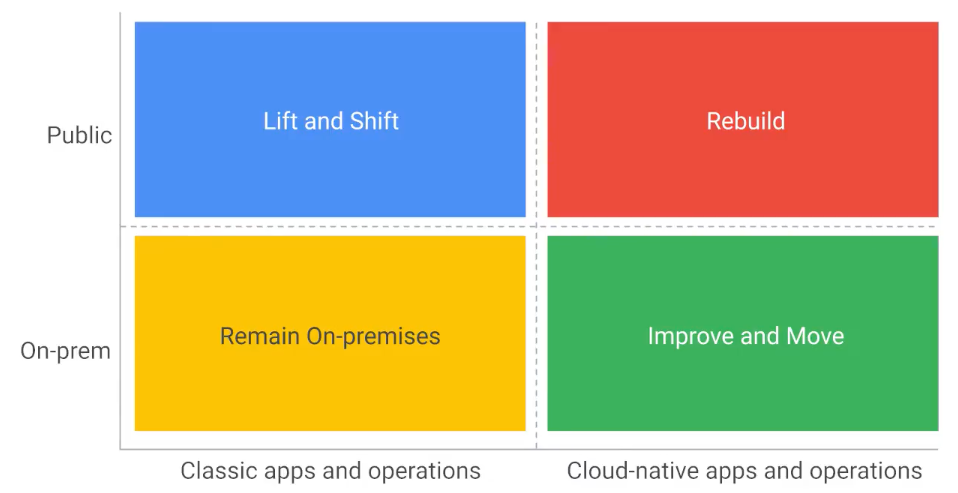 Lift and Shift
Rebuild
Public
Remain On-premises
Improve and Move
On-prem
Classic apps and operations
Cloud-native apps and operations